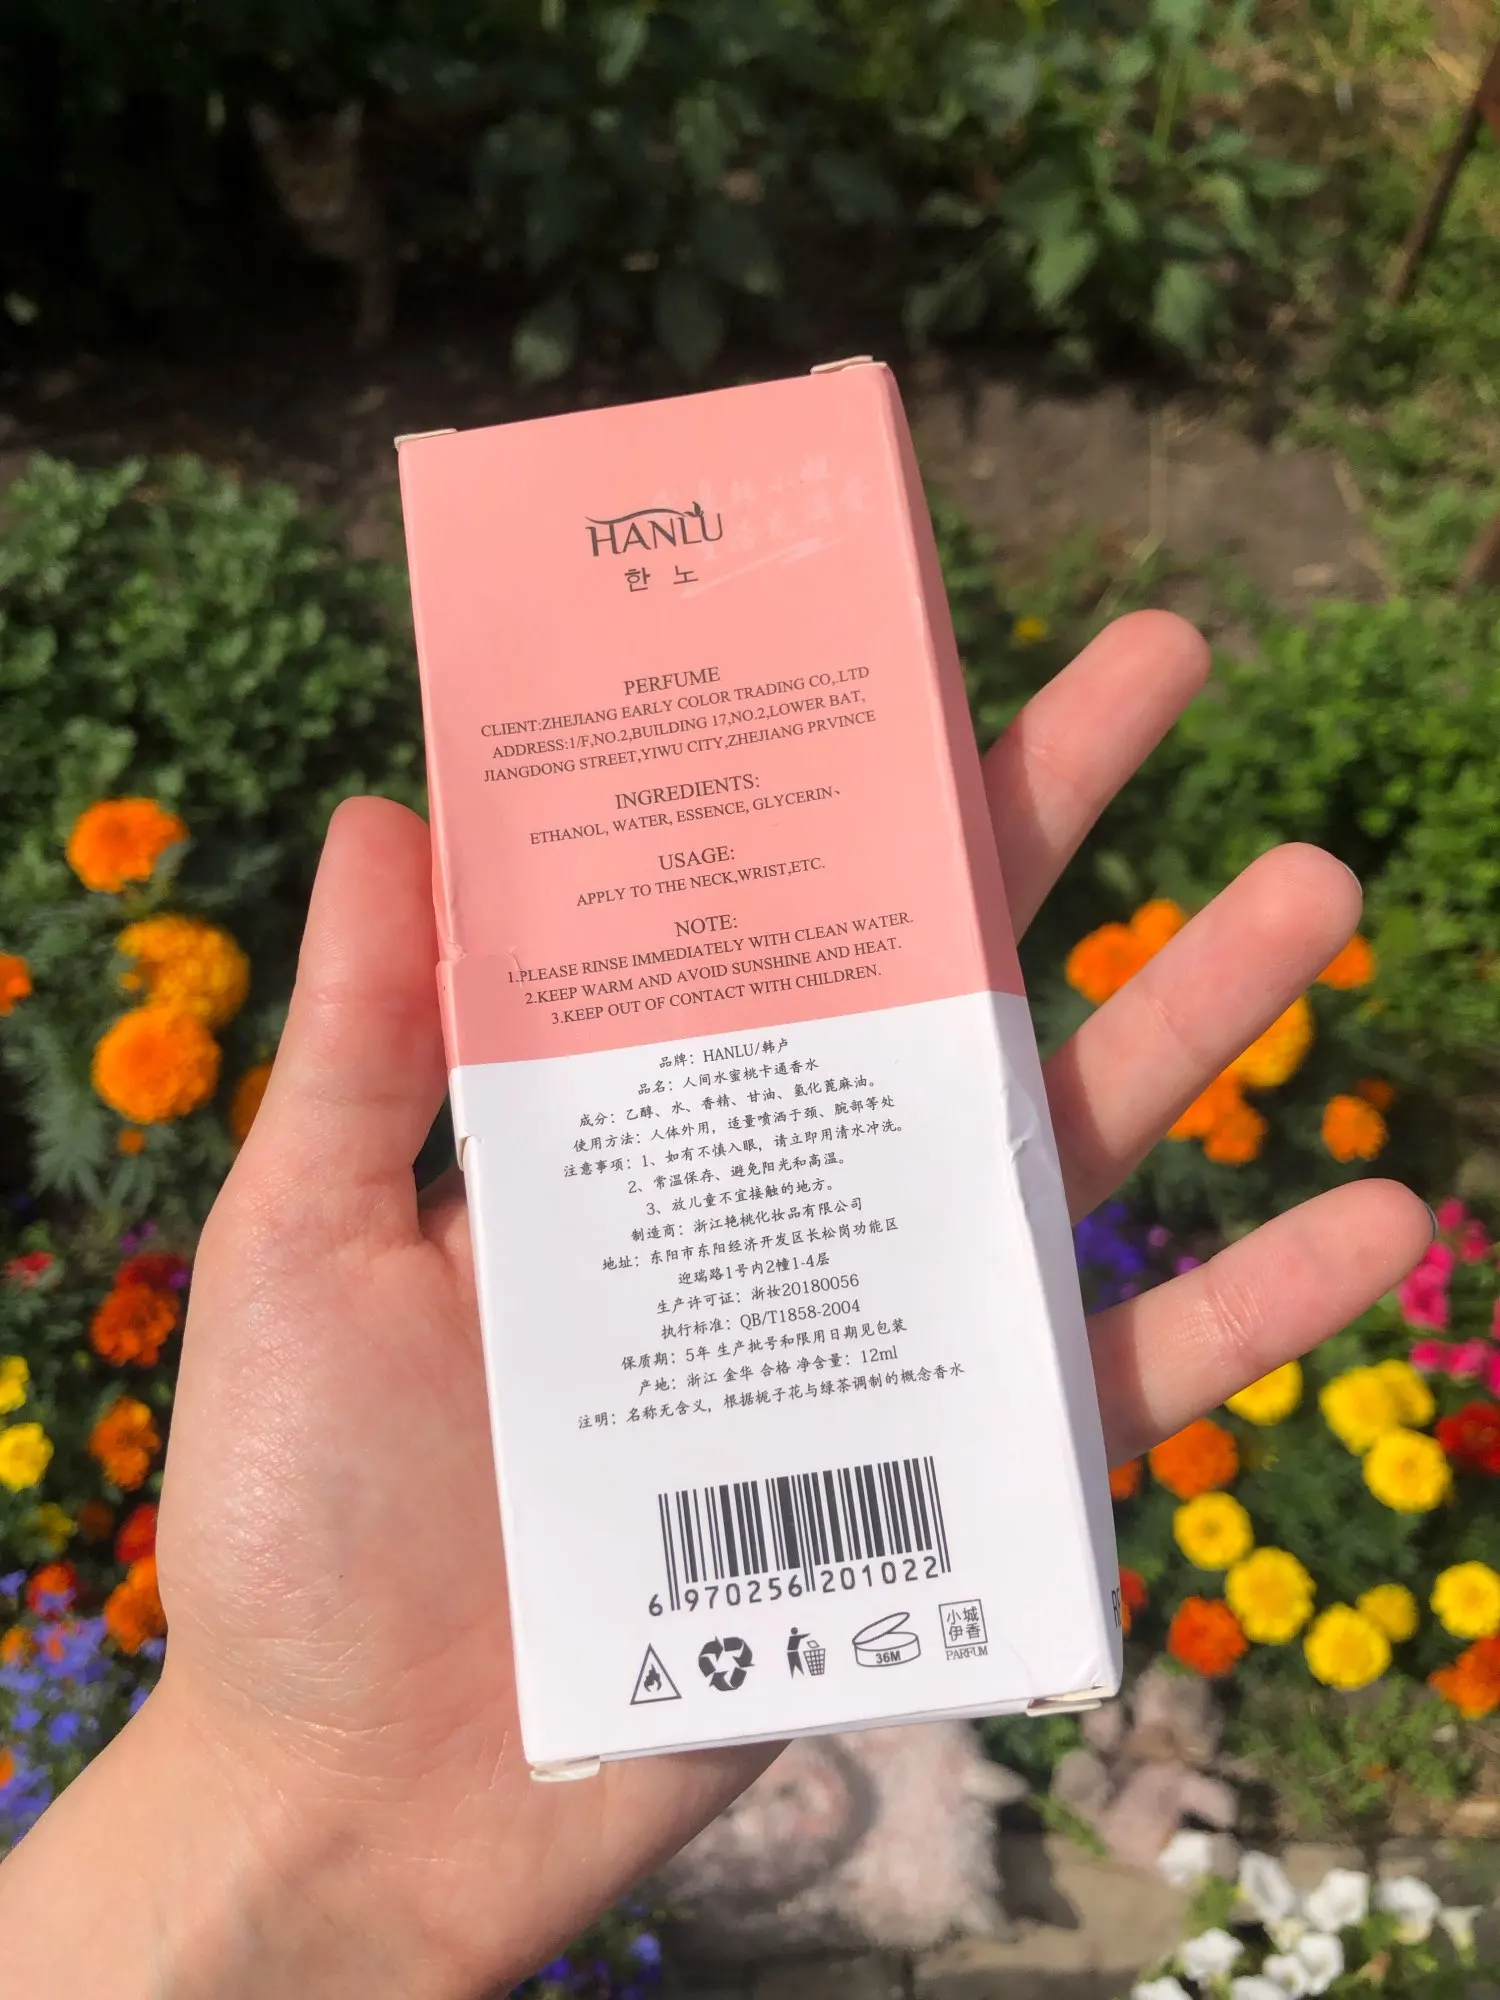 HANLU
한 노
PERFUME
CLIENT:ZHEJIANG EARLY COLOR TRADING CO,.LTD
ADDRESS:1/F,NO.2,BUILDING 17,NO.2,LOWER BAT,
JIANGDONG STREET,YIWU CITY,ZHEJIANG PRVINCE
INGREDIENTS:
ETHANOL, WATER, ESSENCE, GLYCERIN、
USAGE:
APPLY TO THE NECK,WRIST,ETC.
NOTE:
1.PLEASE RINSE IMMEDIATELY WITH CLEAN WATER.
2.KEEP WARM AND AVOID SUNSHINE AND HEAT.
3.KEEP OUT OF CONTACT WITH CHILDREN.
品牌：HANLU/韩卢
品名：人间水蜜桃卡通香水
成分：乙醇、水、香精、甘油、氢化蓖麻油。
使用方法：人体外用，适量喷洒于颈、腕部等处
注意事项：1、如有不慎入眼，请立即用清水冲洗。
2、常温保存、避免阳光和高温。
3、放儿童不宜接触的地方。
制造商：浙江艳桃化妆品有限公司
地址：东阳市东阳经济开发区长松岗功能区
迎瑞路1号内2幢1-4层
生产许可证：浙妆20180056
执行标准：QB/T1858-2004
保质期：5年 生产批号和限用日期见包装
产地：浙江 金华 合格 净含量：12ml
注明：名称无含义，根据栀子花与绿茶调制的概念香水
6 970256 201022
36M
小城
伊香
PARFUM